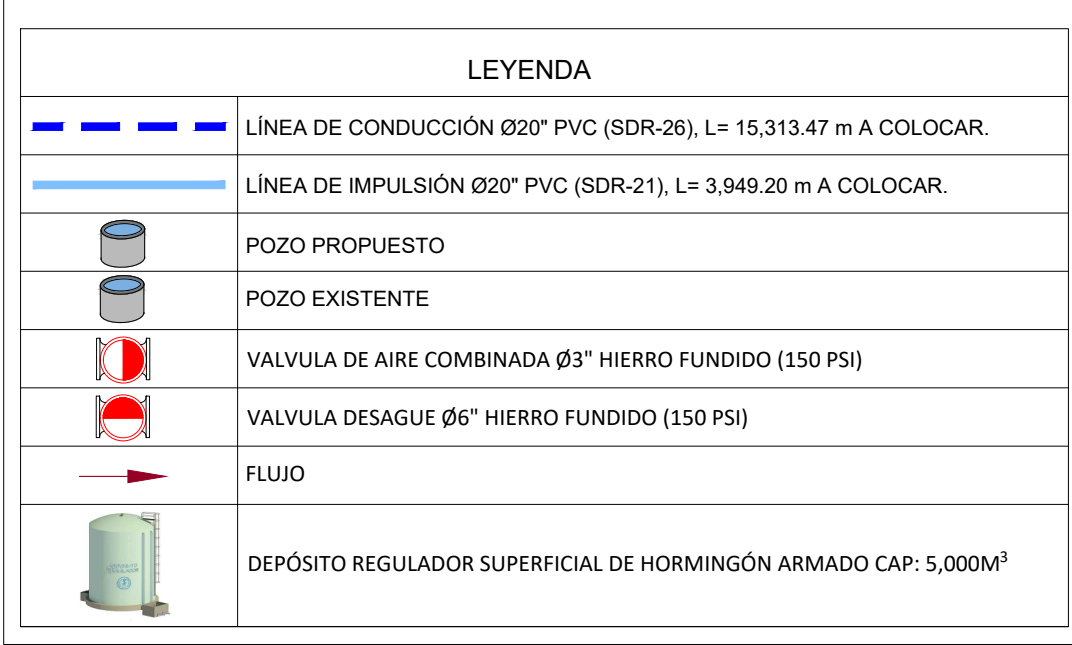 LEYENDA
LÍNEA DE CONDUCCIÓN Ø20" PVC (SDR-26), L= 15,313.47 m A COLOCAR.
LÍNEA DE IMPULSIÓN Ø20" PVC (SDR-21), L= 3,949.20 m A COLOCAR.
POZO PROPUESTO
POZO EXISTENTE
VALVULA DE AIRE COMBINADA Ø3" HIERRO FUNDIDO (150 PSI)
VALVULA DESAGUE Ø6" HIERRO FUNDIDO (150 PSI)
FLUJO
DEPÓSITO REGULADOR SUPERFICIAL DE HORMINGÓN ARMADO CAP: 5,000M³